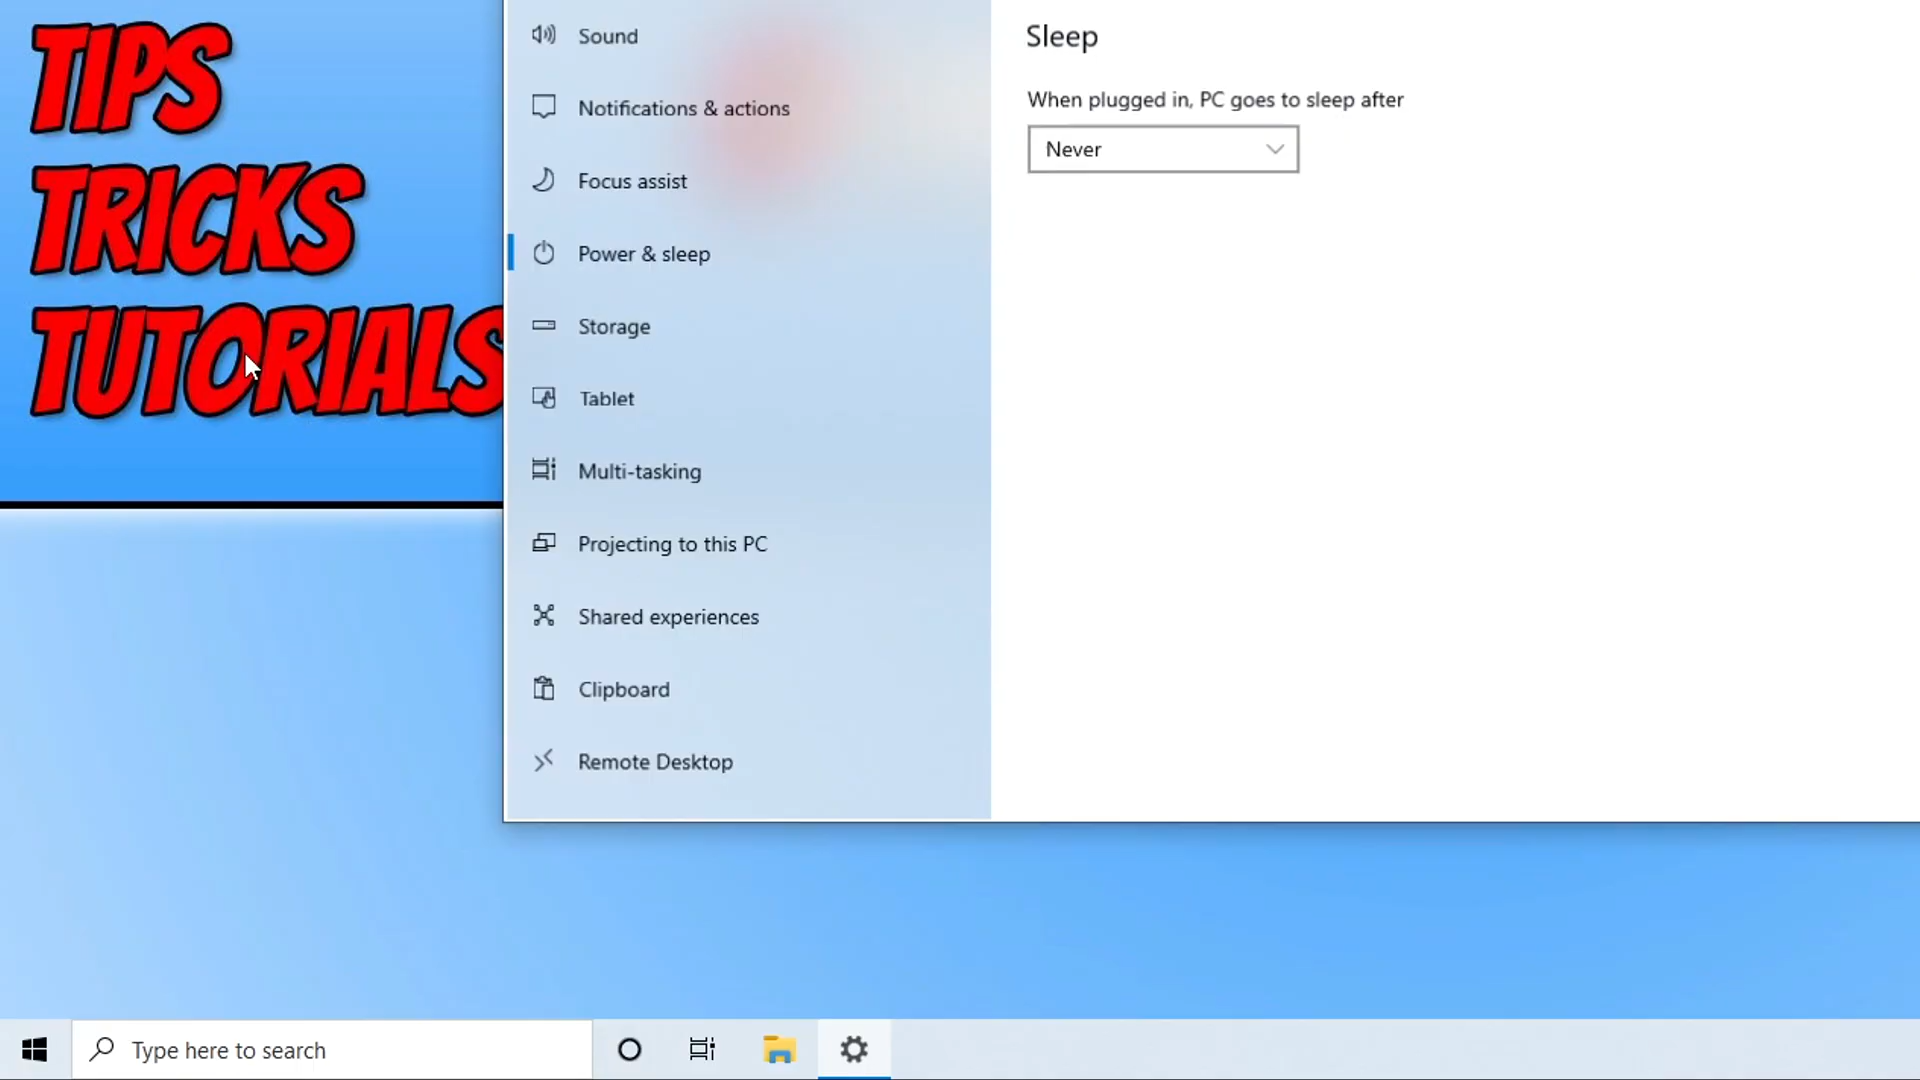 TIPS
TRICKS
TUTORIALS
Sound
Notifications & actions
Focus assist
Power & sleep
Storage
Tablet
Multi-tasking
Projecting to this PC
Shared experiences
Clipboard
Remote Desktop
Sleep
When plugged in, PC goes to sleep after
Never
Type here to search